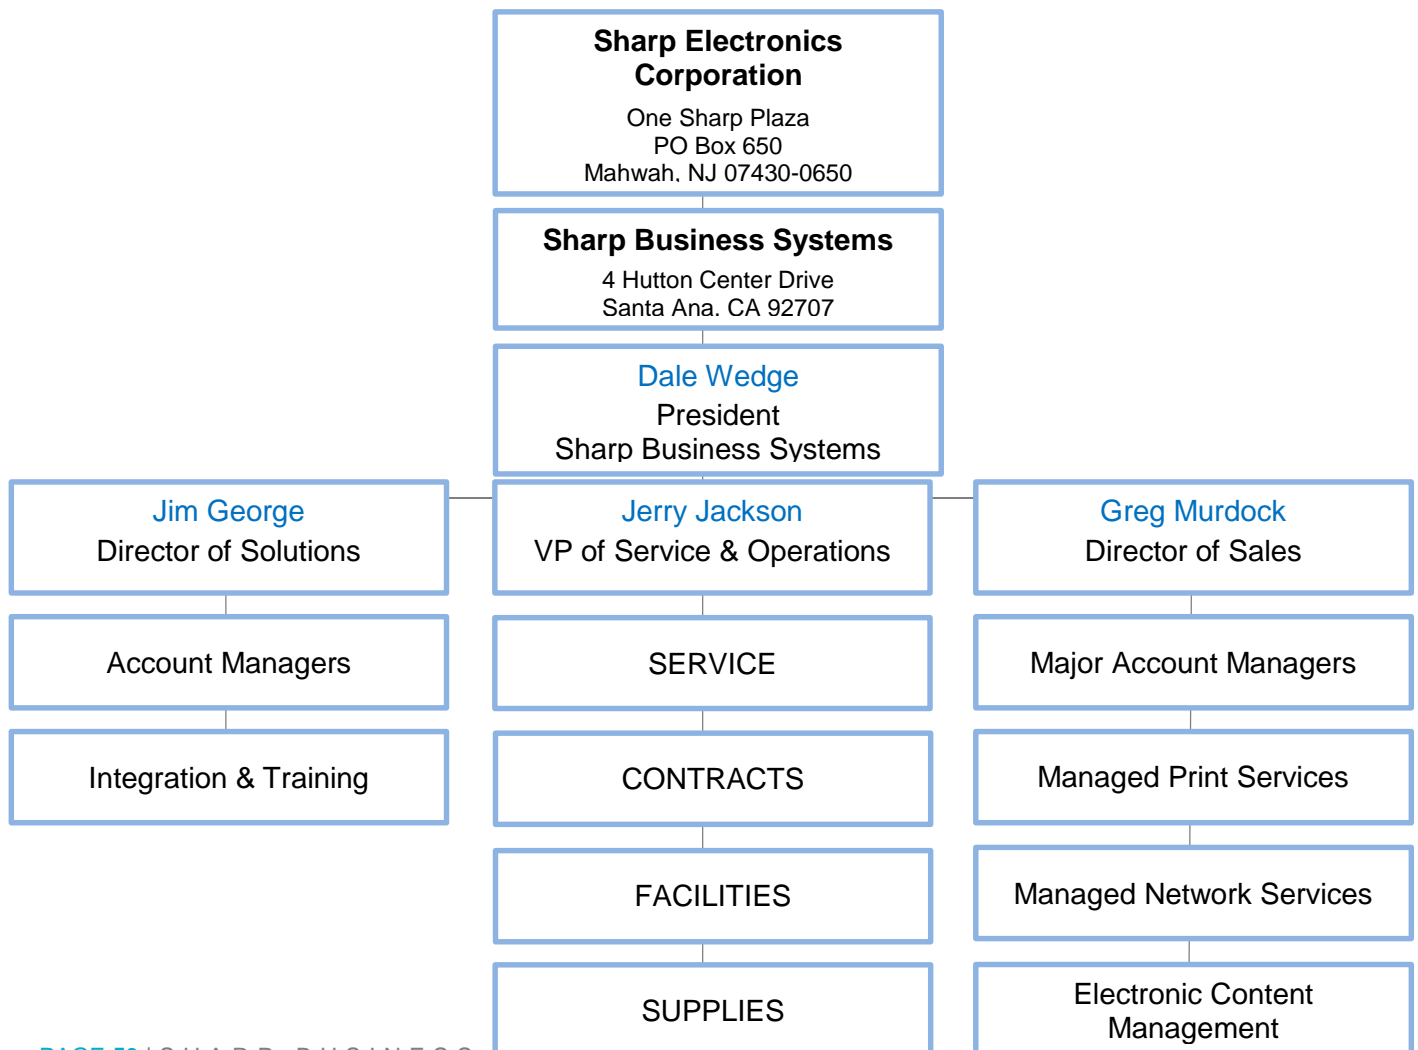 Sharp Electronics
Corporation
One Sharp Plaza
PO Box 650
Mahwah, NJ 07430-0650
Sharp Business Systems
4 Hutton Center Drive
Santa Ana, CA 92707
Dale Wedge
President
Sharp Business Systems
Jim George
Director of Solutions
Jerry Jackson
VP of Service & Operations
Greg Murdock
Director of Sales
Account Managers
SERVICE
Major Account Managers
Integration & Training
CONTRACTS
Managed Print Services
FACILITIES
Managed Network Services
SUPPLIES
Electronic Content
Management
PAGE | SHARP BUSINESS